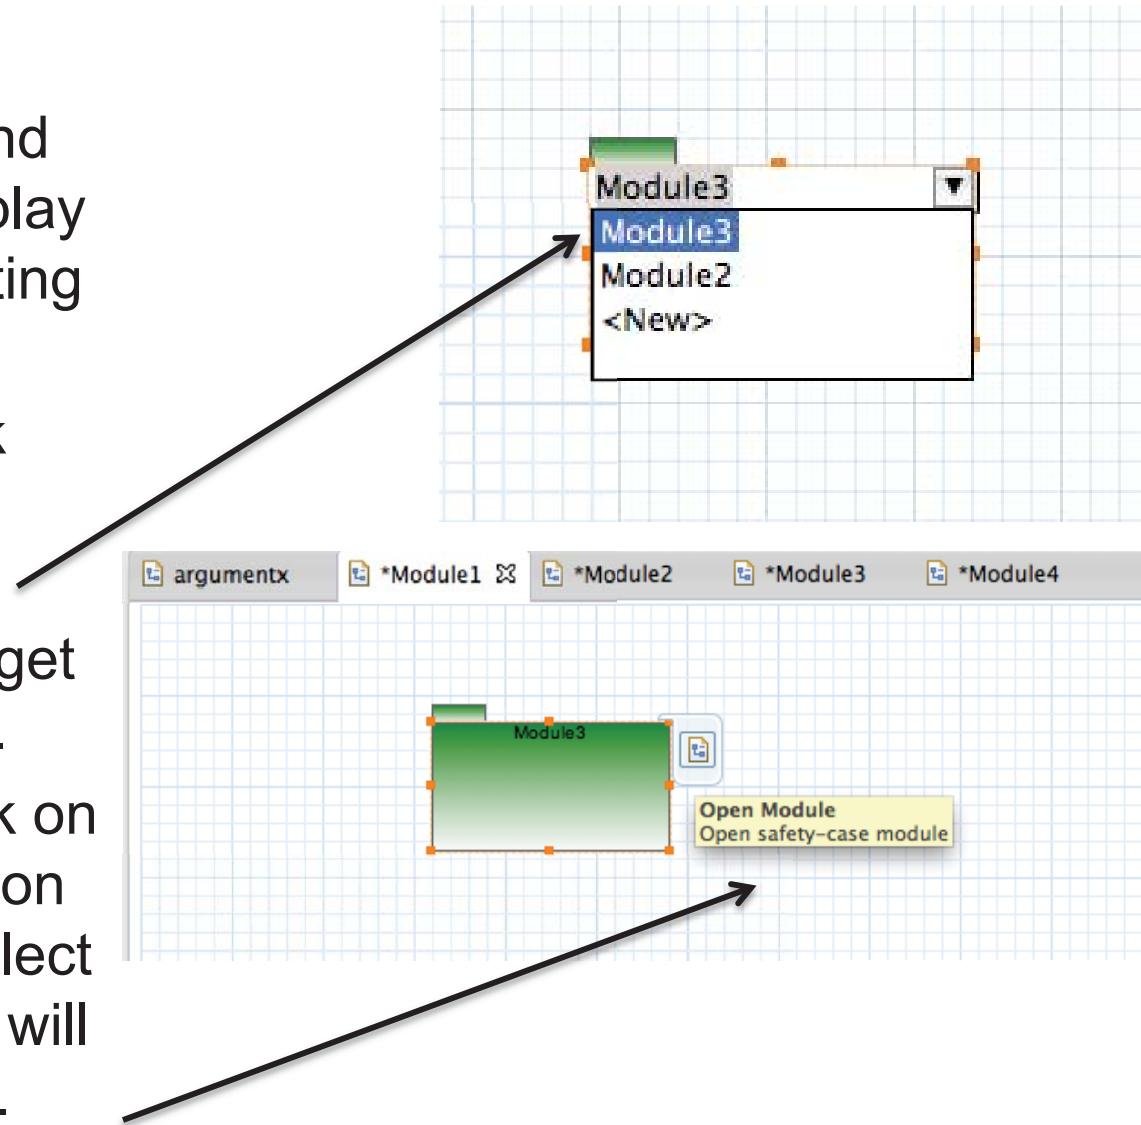 nd
play
ting
k
get
.
k on
on
lect
will
.
Module3
Module3
Module2
<New>
argumentx
*Module1
*Module2
*Module3
*Module4
Module3
Open Module
Open safety-case module